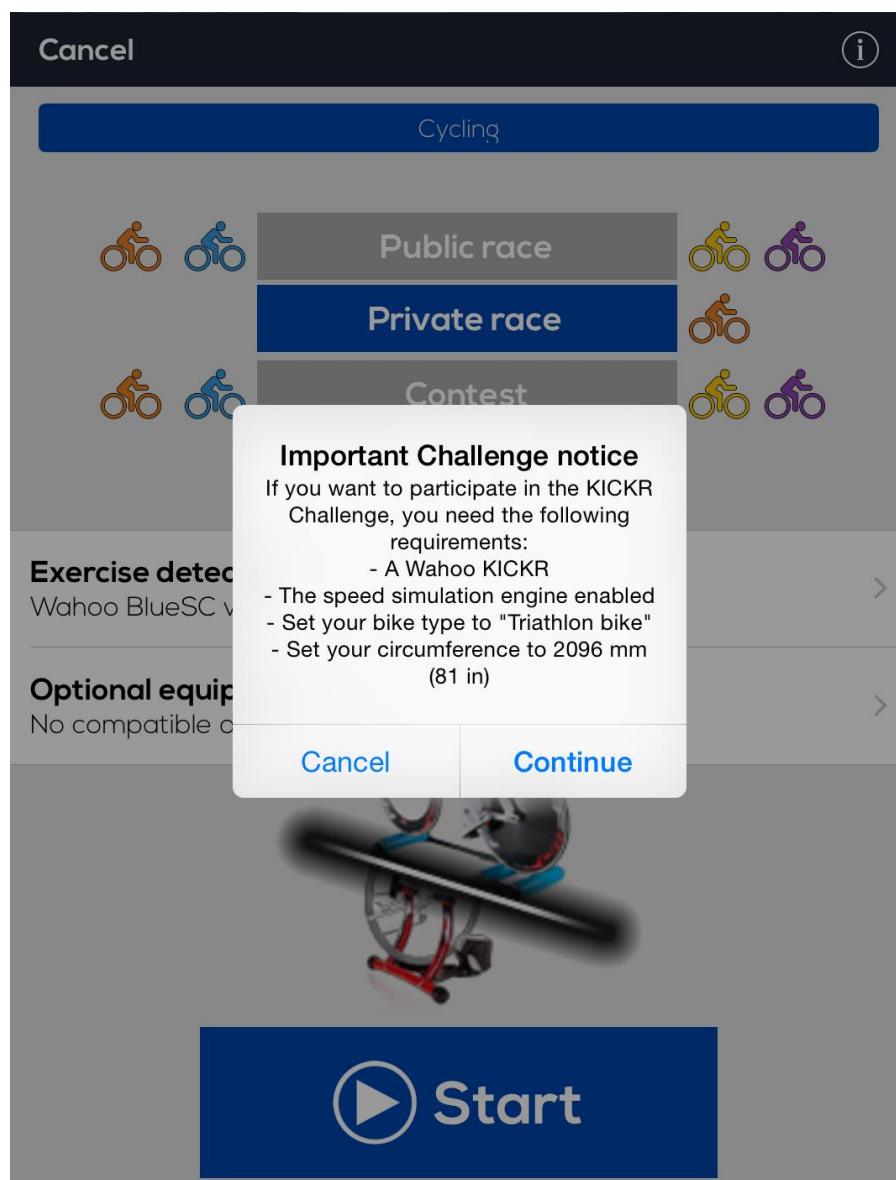 Cancel
Cycling
Public race
Private race
Contest
Important Challenge notice
If you want to participate in the KICKR
Challenge, you need the following
requirements:
- A Wahoo KICKR
- The speed simulation engine enabled
- Set your bike type to "Triathlon bike"
- Set your circumference to 2096 mm
(81 in)
Cancel
Continue
Exercise
Wahoo BlueSC
Optional
No compatible
Start